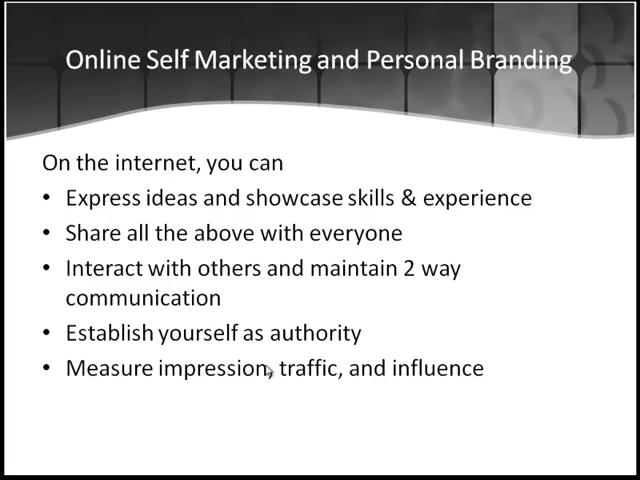 Online Self Marketing and Personal Branding
On the internet, you can
• Express ideas and showcase skills & experience
• Share all the above with everyone
• Interact with others and maintain 2 way
communication
• Establish yourself as authority
• Measure impression, traffic, and influence